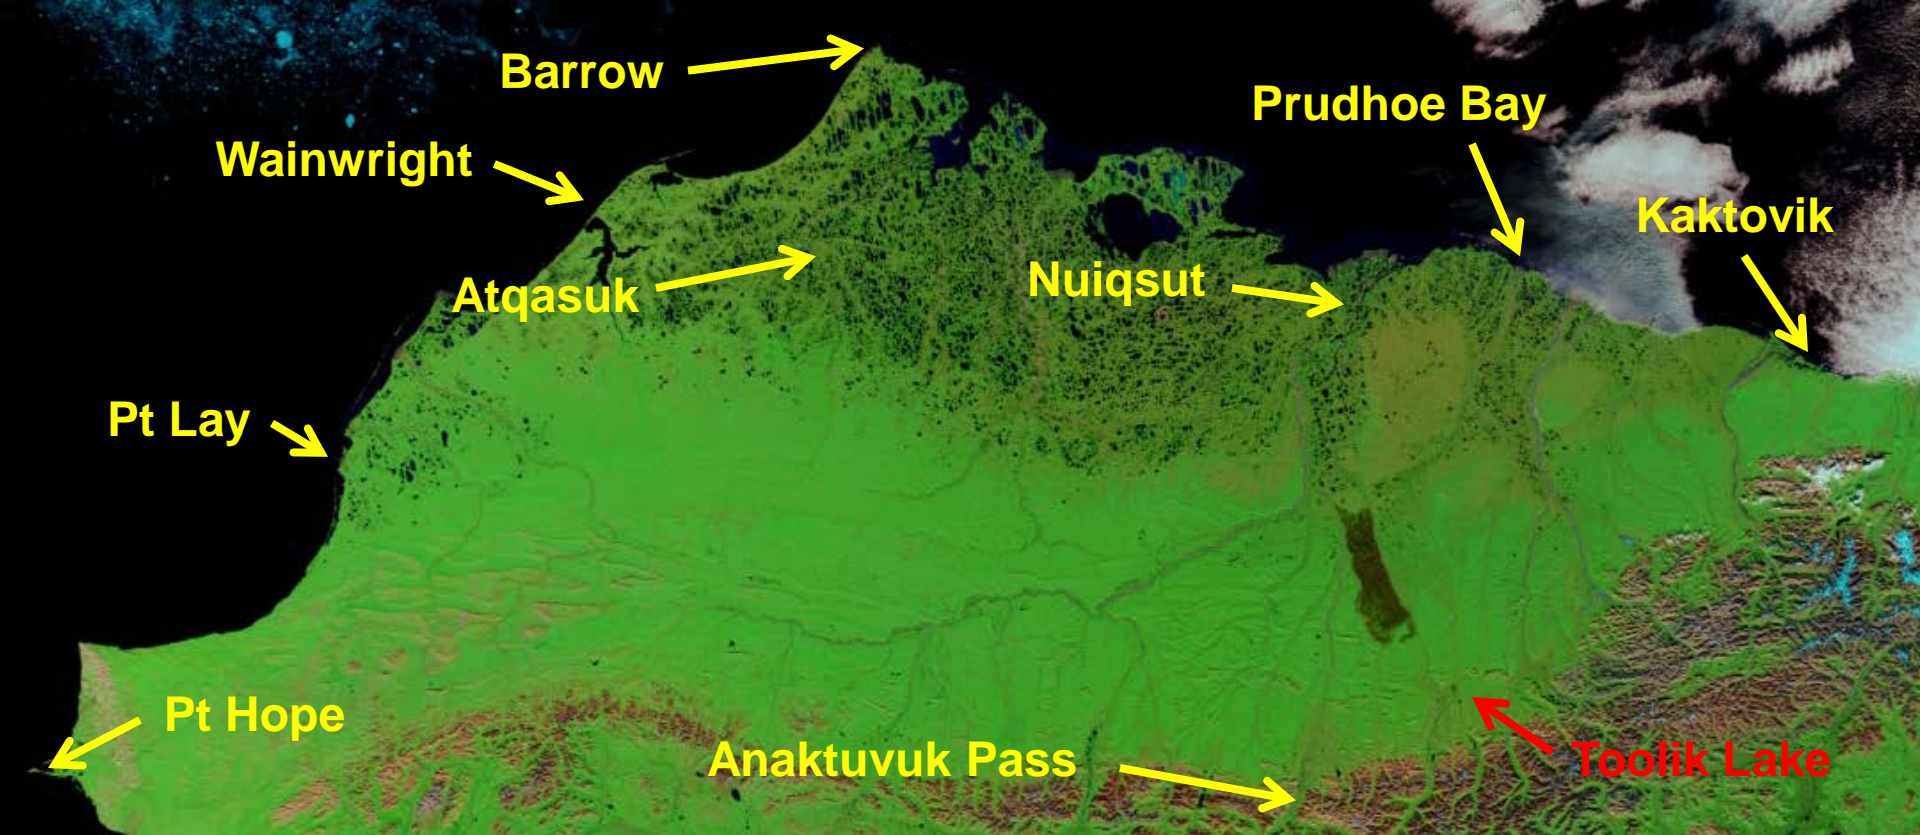 Barrow
Prudhoe Bay
Wainwright
Kaktovik
Atqasuk
Nuiqsut
Pt Lay
Pt Hope
Anaktuvuk Pass
Toolik Lake